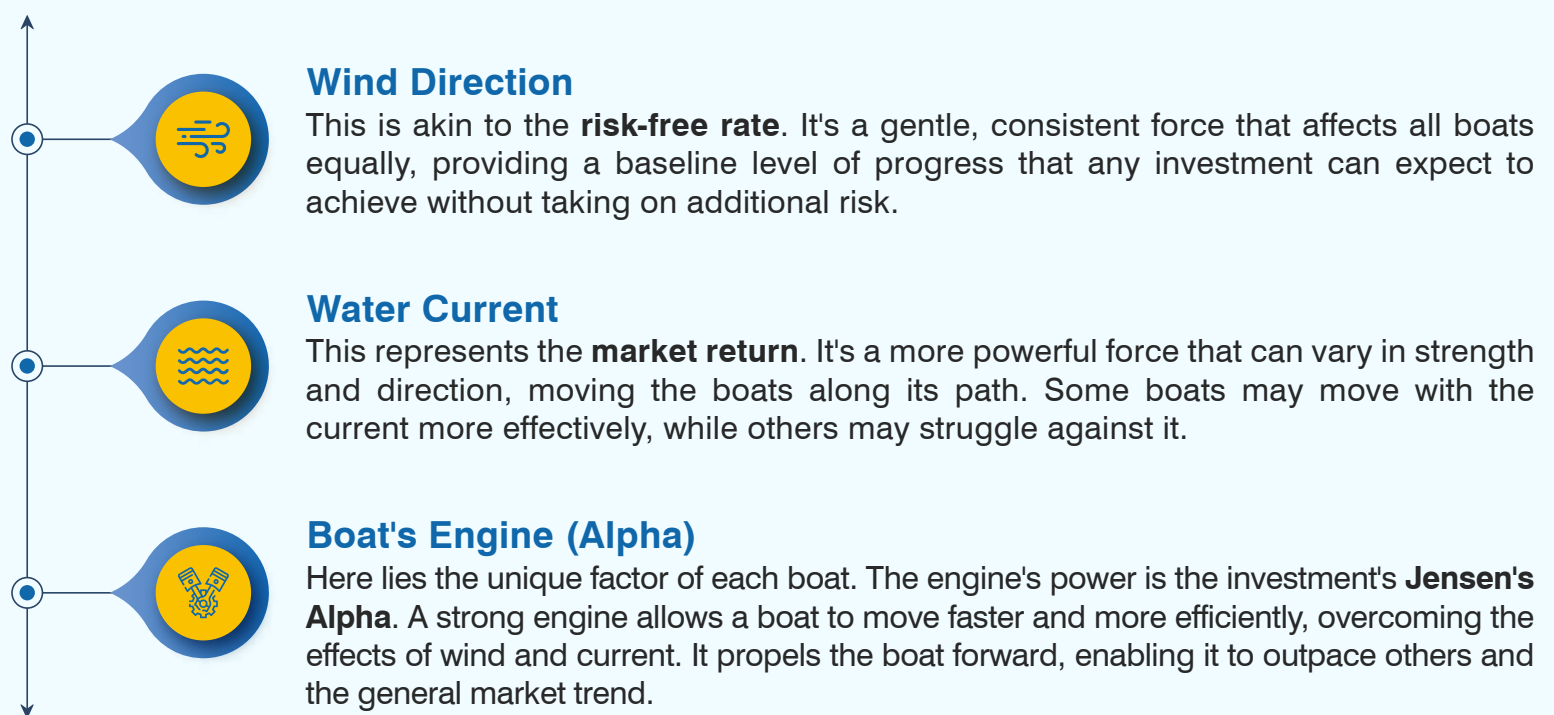 Wind Direction
This is akin to the risk-free rate. It's a gentle, consistent force that affects all boats
equally, providing a baseline level of progress that any investment can expect to
achieve without taking on additional risk.
Water Current
This represents the market return. It's a more powerful force that can vary in strength
and direction, moving the boats along its path. Some boats may move with the
current more effectively, while others may struggle against it.
Boat's Engine (Alpha)
Here lies the unique factor of each boat. The engine's power is the investment's Jensen's
Alpha. A strong engine allows a boat to move faster and more efficiently, overcoming the
effects of wind and current. It propels the boat forward, enabling it to outpace others and
the general market trend.